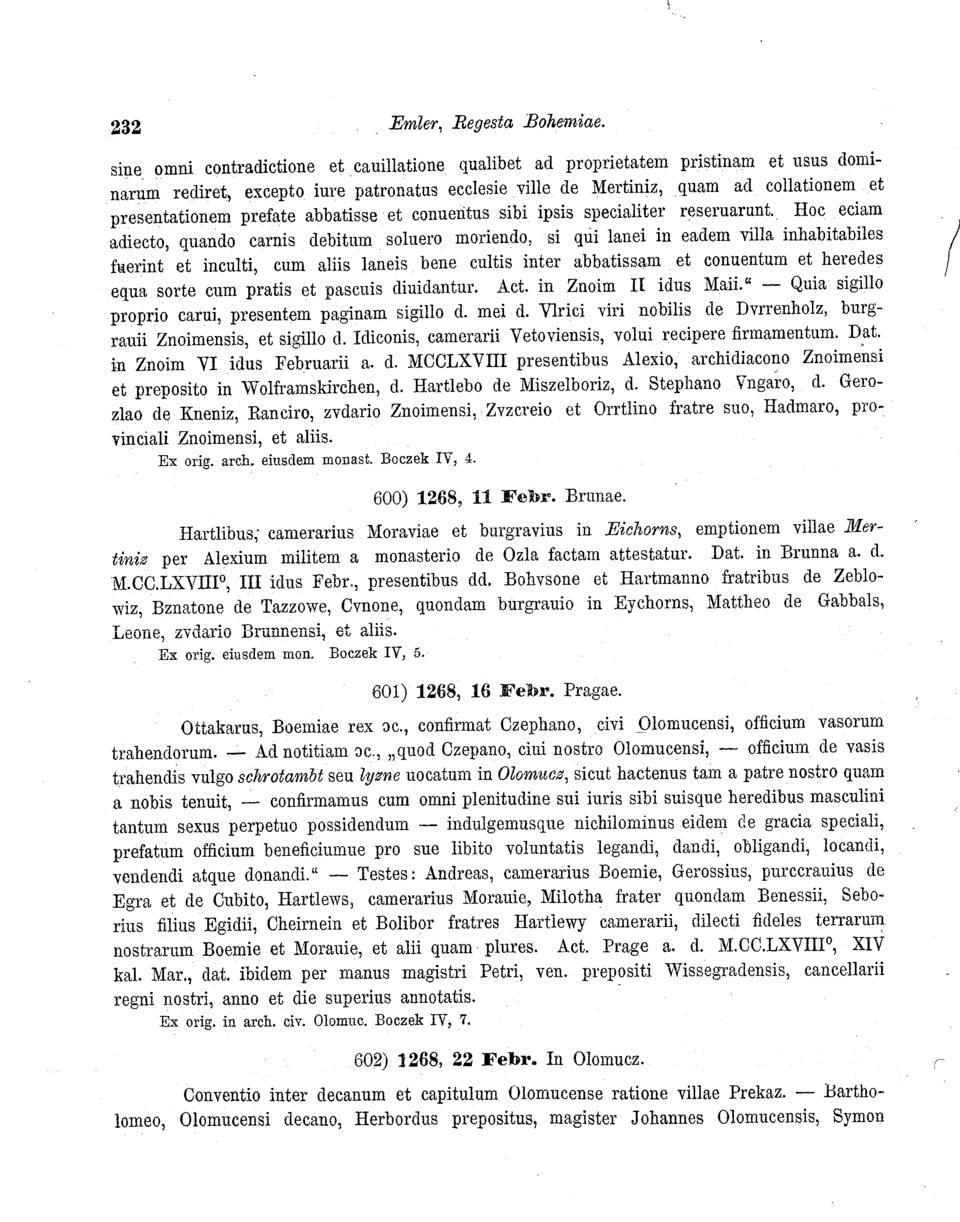 232
Emler, Regesta Bohemiae.
sine omni contradictione et cauillatione qualibet ad proprietatem pristinam et usus domi-
narum rediret, excepto iure patronatus ecclesie ville de Mertiniz, quam ad collationem et
presentationem prefate abbatisse et conuentus sibi ipsis specialiter reseruarunt. Hoc eciam
adiecto, quando carnis debitum soluero moriendo, si qui lanei in eadem villa inhabitabiles
fuerint et inculti, cum aliis laneis bene cultis inter abbatissam et conuentum et heredes
equa sorte cum pratis et pascuis diuidantur. Act. in Znoim II idus Maii.“ — Quia sigillo
proprio carui, presentem paginam sigillo d. mei d. Vlrici viri nobilis de Dvrrenholz, burg-
rauii Znoimensis, et sigillo d. Idiconis, camerarii Vetoviensis, volui recipere firmamentum. Dat.
in Znoim VI idus Februarii a. d. MCCLXVIII presentibus Alexio, archidiacono Znoimensi
et preposito in Wolframskirchen, d. Hartlebo de Miszelboriz, d. Stephano Vngaro, d. Gero-
zlao de Kneniz, Ranciro, zvdario Znoimensi, Zvzcreio et Orrtlino fratre suo, Hadmaro, pro-
vinciali Znoimensi, et aliis.
Ex orig. arch. eiusdem monast. Boczek IV, 4.
600) 1268, 11 Febr. Brunae.
Hartlibus, camerarius Moraviae et burgravius in Eichorns, emptionem villae Mer-
tiniz per Alexium militem a monasterio de Ozla factam attestatur. Dat. in Brunna a. d.
M.CC.LXVIII⁰, III idus Febr., presentibus dd. Bohvsone et Hartmanno fratribus de Zeblo-
wiz, Bznatone de Tazzowe, Cvnone, quondam burgrauio in Eychorns, Mattheo de Gabbals,
Leone, zvdario Brunnensi, et aliis.
Ex orig. eiusdem mon. Boczek IV, 5.
601) 1268, 16 Febr. Pragae.
Ottakarus, Boemiae rex ɔc., confirmat Czephano, civi Olomucensi, officium vasorum
trahendorum. — Ad notitiam ɔc., „quod Czepano, ciui nostro Olomucensi, — officium de vasis
trahendis vulgo schrotambt seu lyzne uocatum in Olomucz, sicut hactenus tam a patre nostro quam
a nobis tenuit, — confirmamus cum omni plenitudine sui iuris sibi suisque heredibus masculini
tantum sexus perpetuo possidendum — indulgemusque nichilominus eidem de gracia speciali,
prefatum officium beneficiumue pro sue libito voluntatis legandi, dandi, obligandi, locandi,
vendendi atque donandi.“ — Testes: Andreas, camerarius Boemie, Gerossius, purccrauius de
Egra et de Cubito, Hartlews, camerarius Morauie, Milotha frater quondam Benessii, Sebo-
rius filius Egidii, Cheirnein et Bolibor fratres Hartlewy camerarii, dilecti fideles terrarum
nostrarum Boemie et Morauie, et alii quam plures. Act. Prage a. d. M.CC.LXVIII⁰, XIV
kal. Mar., dat. ibidem per manus magistri Petri, ven. prepositi Wissegradensis, cancellarii
regni nostri, anno et die superius annotatis.
Ex orig. in arch. civ. Olomuc. Boczek IV, 7.
602) 1268, 22 Febr. In Olomucz.
Conventio inter decanum et capitulum Olomucense ratione villae Prekaz. — Bartho-
lomeo, Olomucensi decano, Herbordus prepositus, magister Johannes Olomucensis, Symon